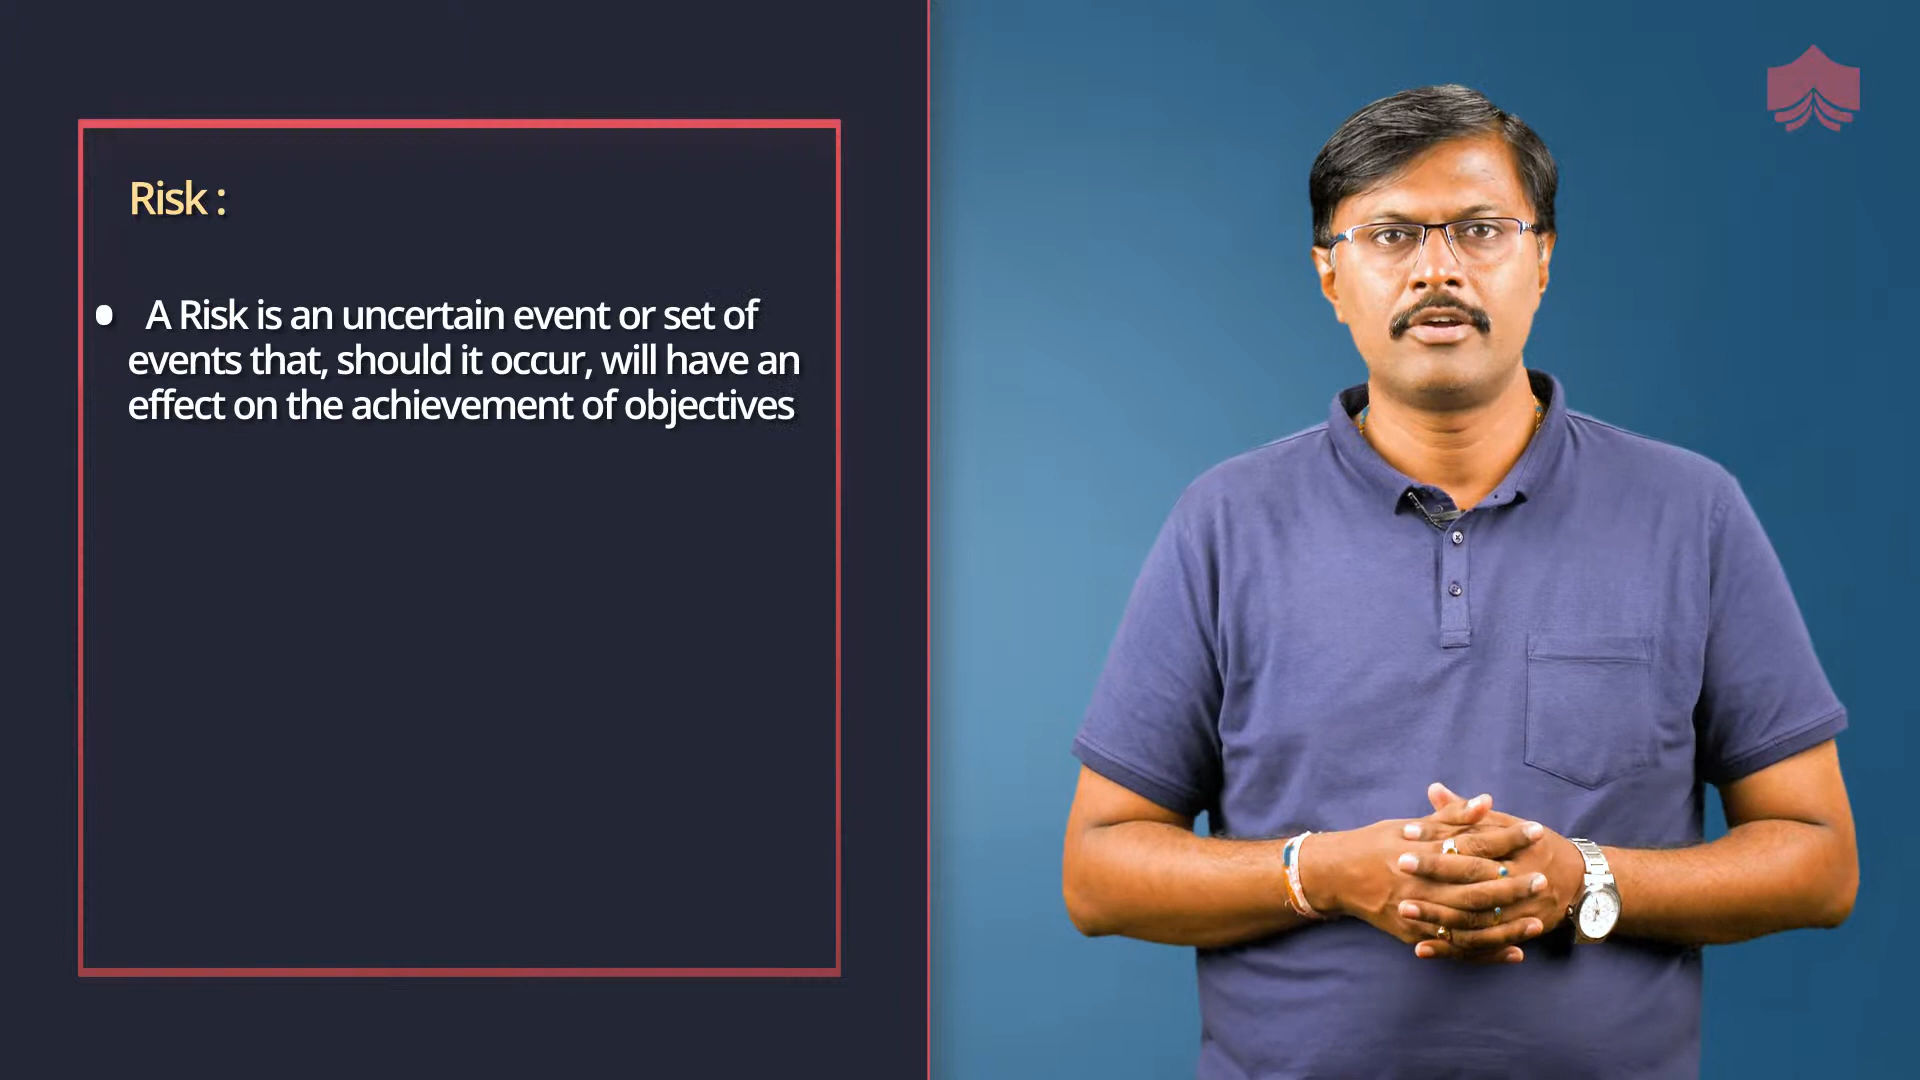 Risk :
• A Risk is an uncertain event or set of
events that, should it occur, will have an
effect on the achievement of objectives